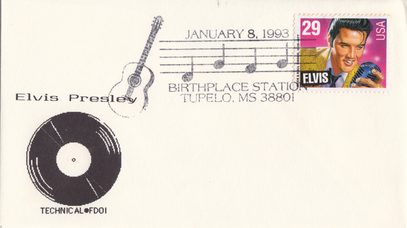 JANUARY 8, 1993
29
USA
ELVIS
BIRTHPLACE STATION
TUPELO, MS 38801
Elvis Presley
TECHNICAL•FDOI